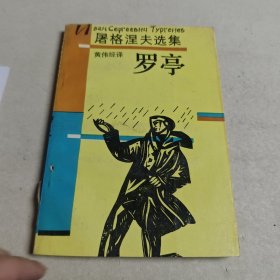 Иван Сергеевич Тургенев
屠格涅夫选集
黄伟经译
罗亭